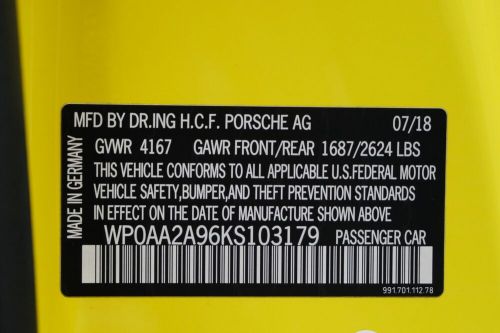 MFD BY DR.ING H.C.F. PORSCHE AG 07/18
GVWR 4167 GAWR FRONT/REAR 1687/2624 LBS
THIS VEHICLE CONFORMS TO ALL APPLICABLE U.S.FEDERAL MOTOR
VEHICLE SAFETY,BUMPER,AND THEFT PREVENTION STANDARDS
IN EFFECT ON THE DATE OF MANUFACTURE SHOWN ABOVE
WP0AA2A96KS103179 PASSENGER CAR
991.701.112.78
MADE IN GERMANY